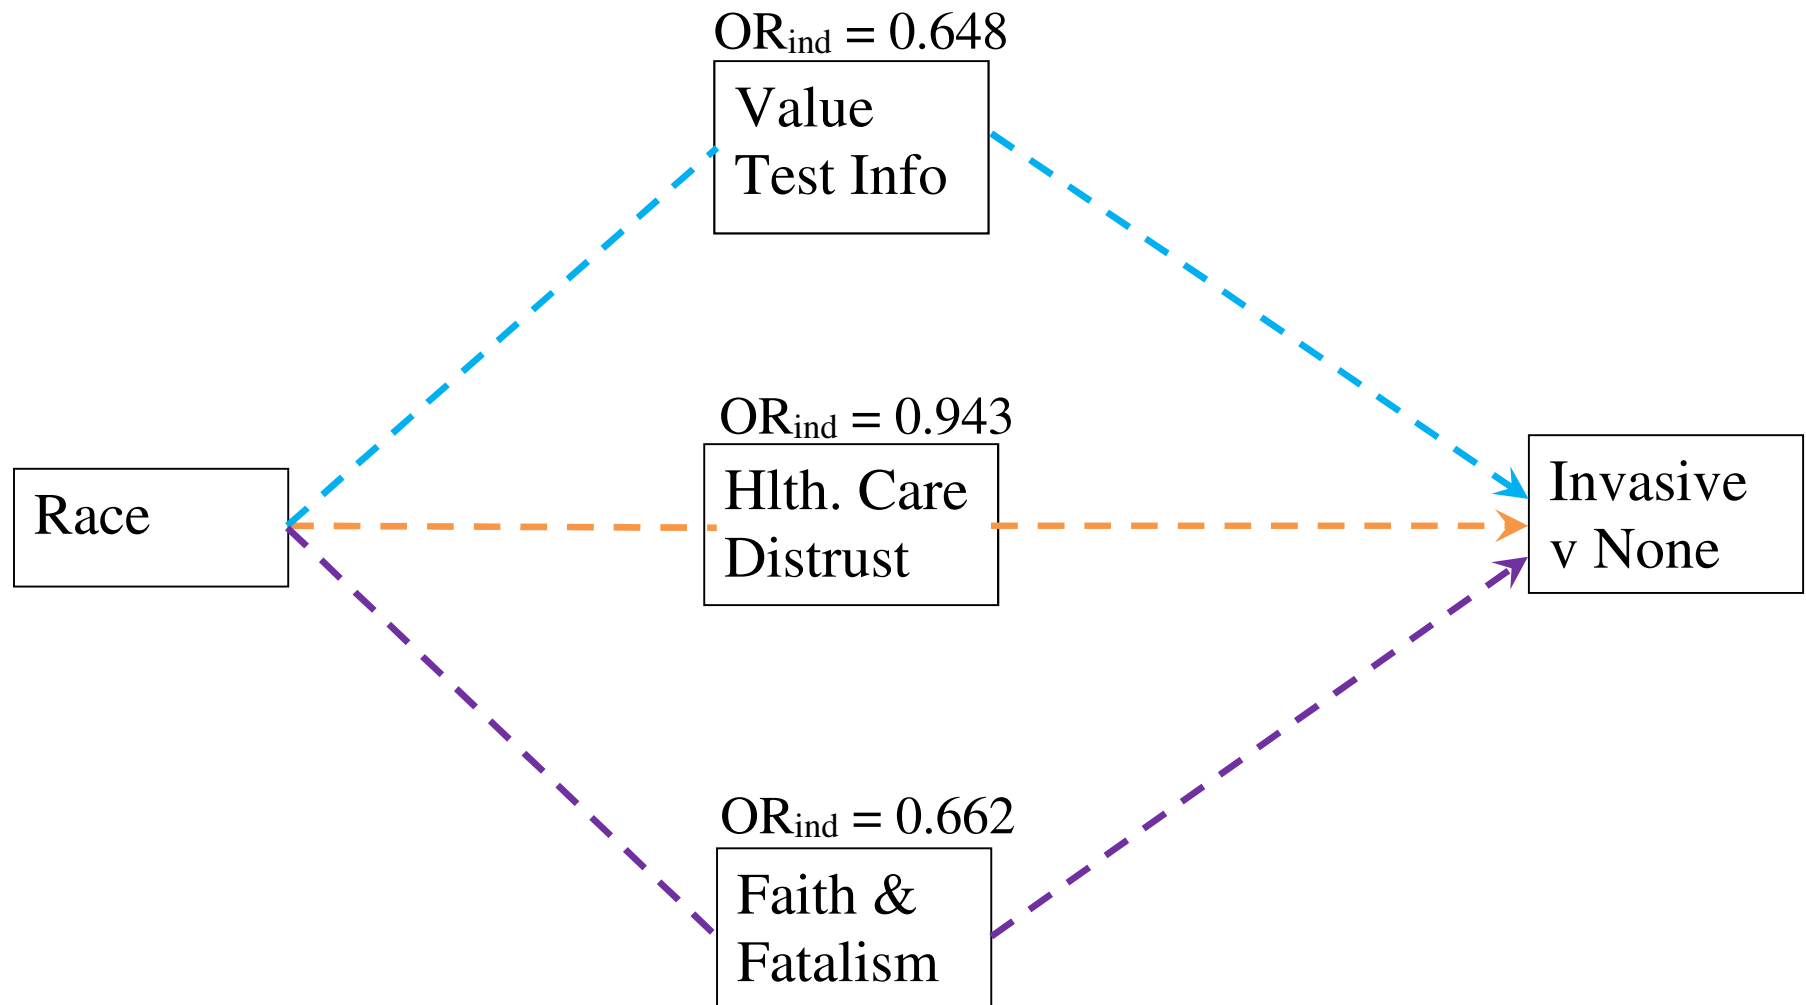 ORind = 0.648
Value
Test Info
ORind = 0.943
Hlth. Care
Distrust
Race
Invasive
v None
ORind = 0.662
Faith &
Fatalism